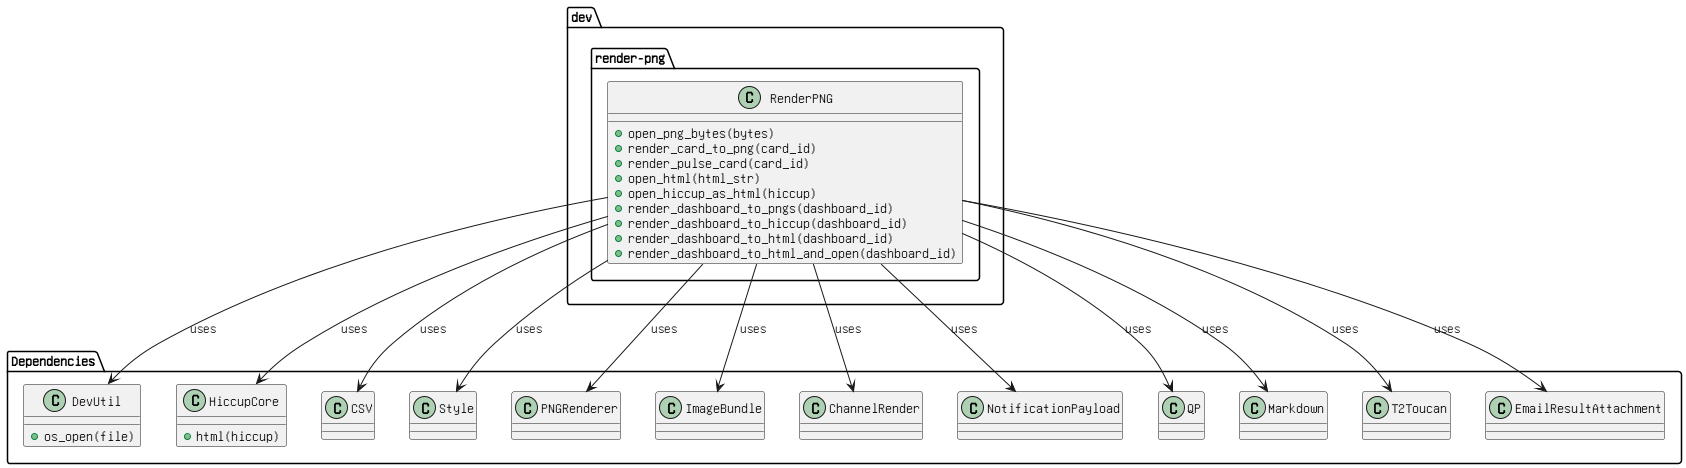 dev
render-png
C RenderPNG
open_png_bytes(bytes)
render_card_to_png(card_id)
render_pulse_card(card_id)
open_html(html_str)
open_hiccup_as_html(hiccup)
render_dashboard_to_pngs(dashboard_id)
render_dashboard_to_hiccup(dashboard_id)
render_dashboard_to_html(dashboard_id)
render_dashboard_to_html_and_open(dashboard_id)
uses
uses
uses
uses
uses
uses
uses
uses
uses
uses
uses
uses
Dependencies
C DevUtil
os_open(file)
C HiccupCore
html(hiccup)
C CSV
C Style
C PNGRenderer
C ImageBundle
C ChannelRender
C NotificationPayload
C QP
C Markdown
C T2Toucan
C EmailResultAttachment